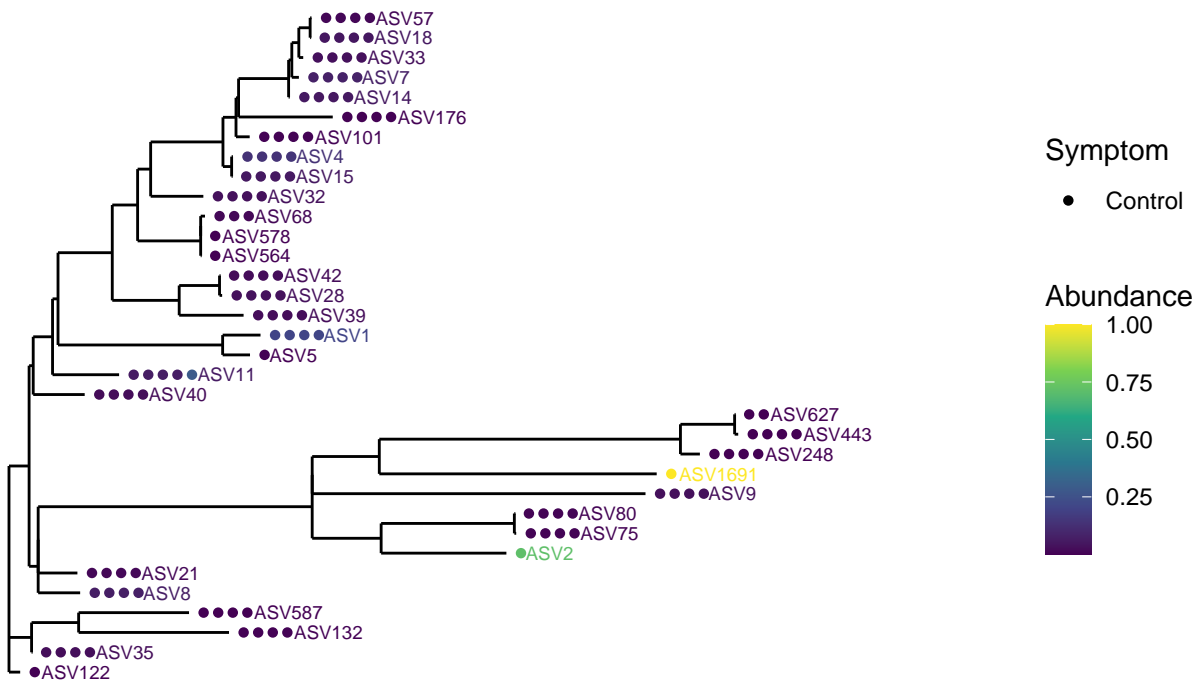 ASV57
ASV18
ASV33
ASV7
ASV14
ASV176
ASV101
ASV4
ASV15
ASV32
ASV68
ASV578
ASV564
ASV42
ASV28
ASV39
ASV1
ASV5
ASV11
ASV40
ASV627
ASV443
ASV248
ASV1691
ASV9
ASV80
ASV75
ASV2
ASV21
ASV8
ASV587
ASV132
ASV35
ASV122
Symptom
Control
Abundance
1.00
0.75
0.50
0.25